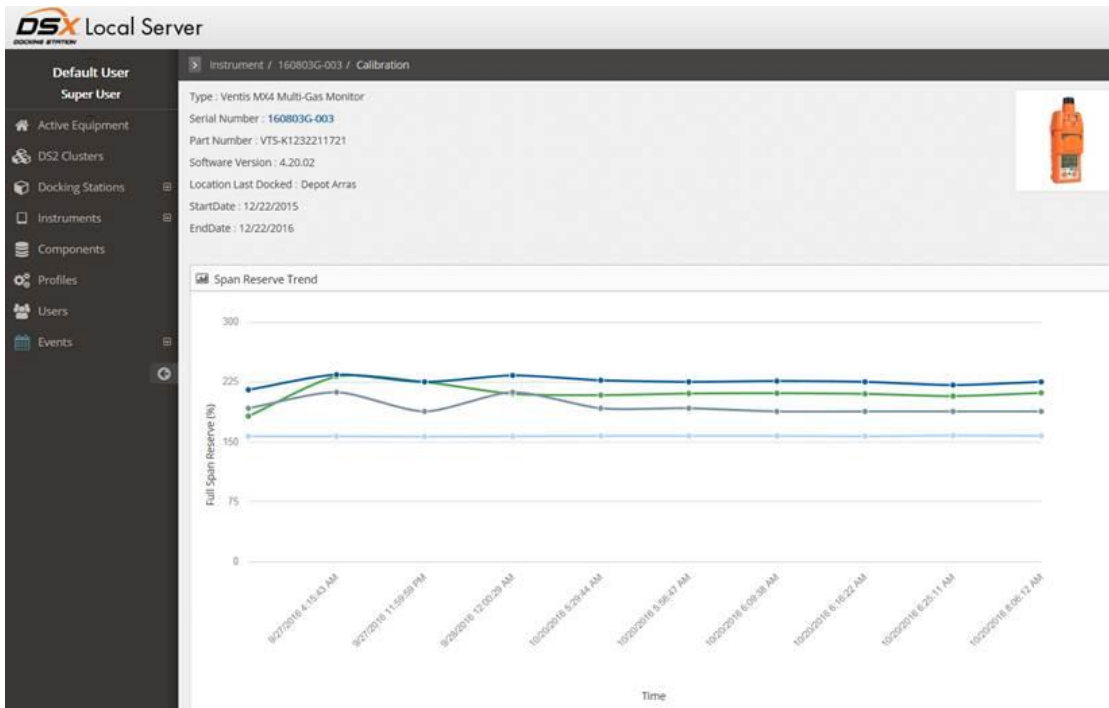 DSX Local Server
DOCKING STATION
Default User
Super User
Active Equipment
DS2 Clusters
Docking Stations
Instruments
Components
Profiles
Users
Events
Instrument / 160803G-003 / Calibration
Type : Ventis MX4 Multi-Gas Monitor
Serial Number : 160803G-003
Part Number : VTS-K1232211721
Software Version : 4.20.02
Location Last Docked : Depot Arras
StartDate : 12/22/2015
EndDate : 12/22/2016
Span Reserve Trend
300
225
150
75
0
Full Span Reserve (%)
9/27/2016 4:15:43 AM
9/27/2016 11:59:59 PM
9/28/2016 12:00:29 AM
10/20/2016 5:29:44 AM
10/20/2016 5:56:47 AM
10/20/2016 6:09:38 AM
10/20/2016 6:16:22 AM
10/20/2016 6:25:11 AM
10/20/2016 8:06:12 AM
Time